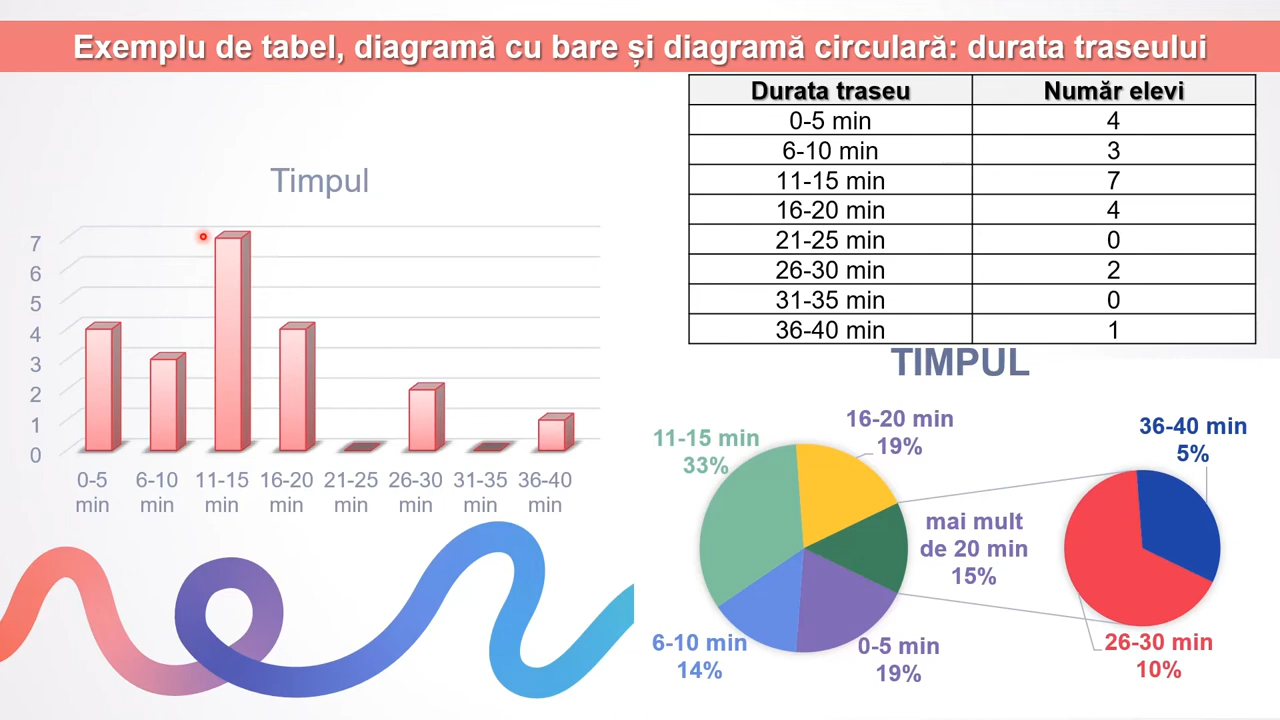 Exemplu de tabel, diagramă cu bare și diagramă circulară: durata traseului
Durata traseu Număr elevi
0-5 min 4
6-10 min 3
11-15 min 7
16-20 min 4
21-25 min 0
26-30 min 2
31-35 min 0
36-40 min 1
Timpul
7
6
5
4
3
2
1
0
0-5 min
6-10 min
11-15 min
16-20 min
21-25 min
26-30 min
31-35 min
36-40 min
TIMPUL
11-15 min
33%
16-20 min
19%
mai mult
de 20 min
15%
6-10 min
14%
0-5 min
19%
36-40 min
5%
26-30 min
10%